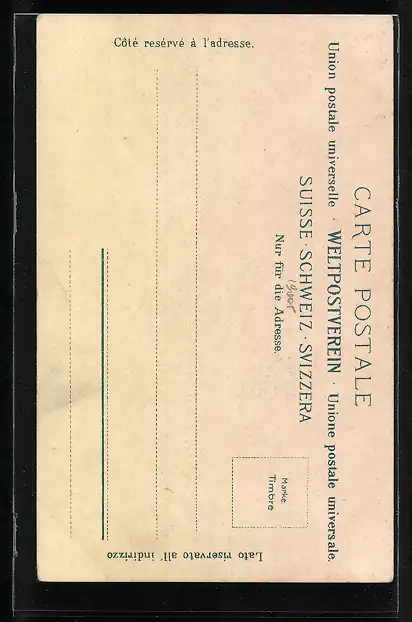 CARTE POSTALE
Union postale universelle · WELTPOSTVEREIN · Unione postale universale.
SUISSE · SCHWEIZ · SVIZZERA
Nur für die Adresse.
Marke
Timbre
Côté resérvé à l'adresse.
Lato riservato all' indirizzo